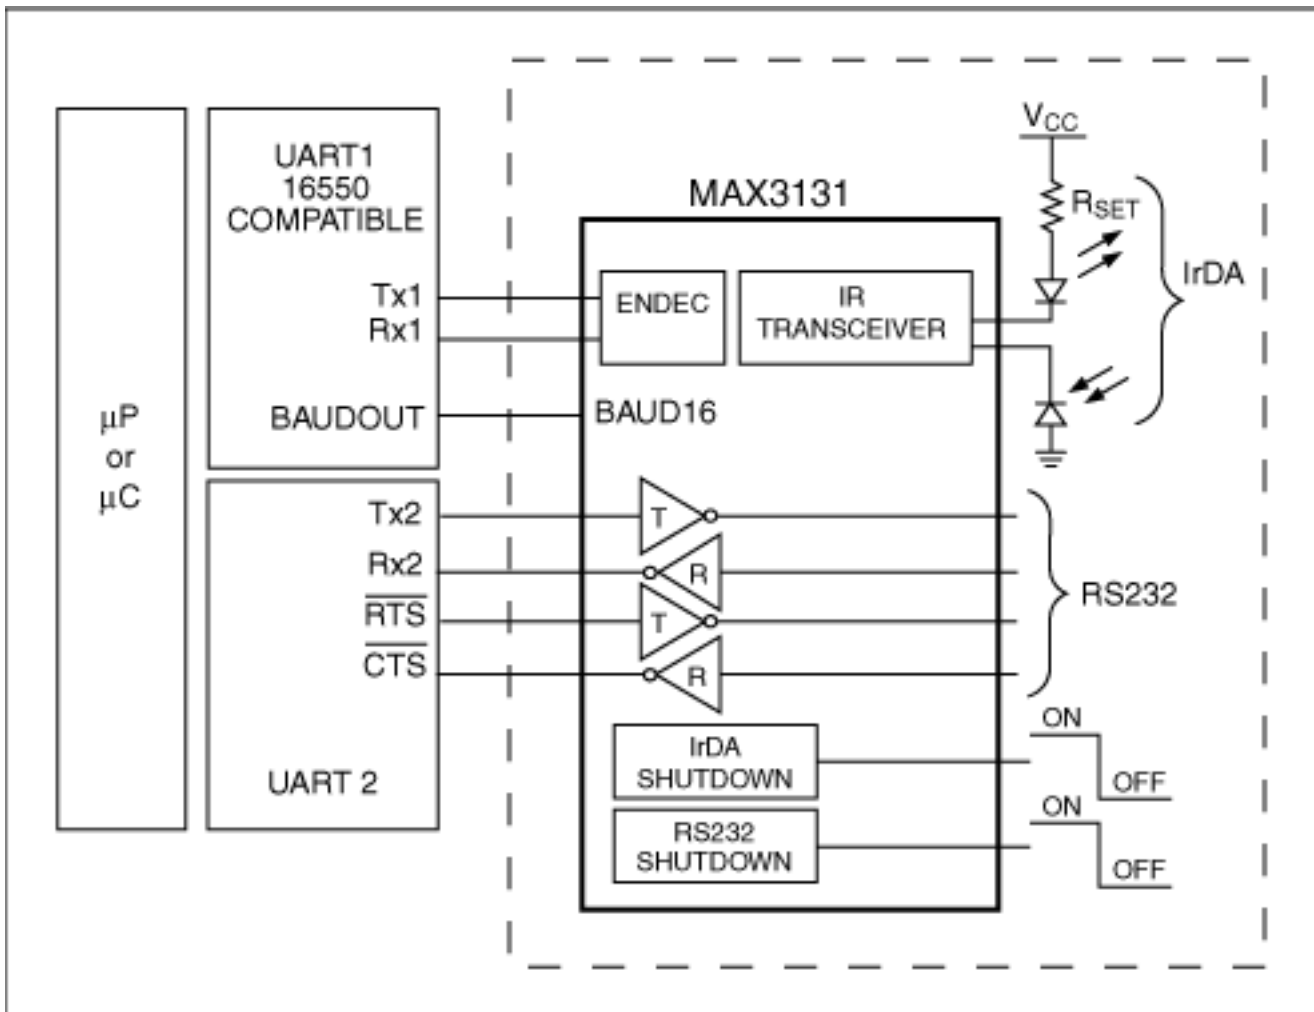 µP
or
µC
UART1
16550
COMPATIBLE
Tx1
Rx1
BAUDOUT
Tx2
Rx2
RTS
CTS
UART 2
MAX3131
ENDEC
IR
TRANSCEIVER
BAUD16
T
R
T
R
IrDA
SHUTDOWN
RS232
SHUTDOWN
VCC
RSET
IrDA
RS232
ON
OFF
ON
OFF